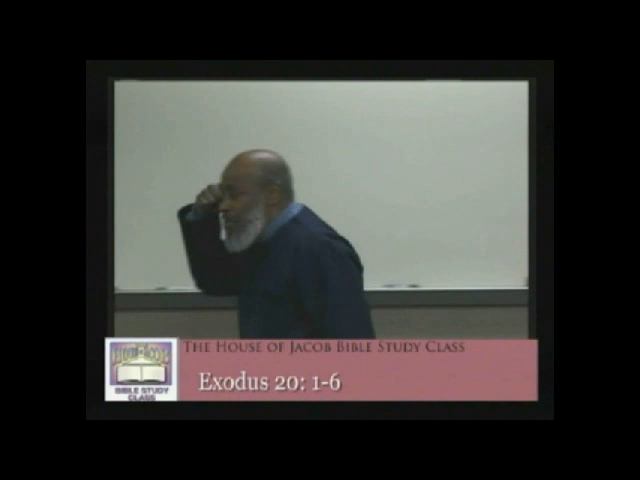 THE HOUSE OF JACOB BIBLE STUDY CLASS
Exodus 20: 1-6
BIBLE STUDY
CLASS